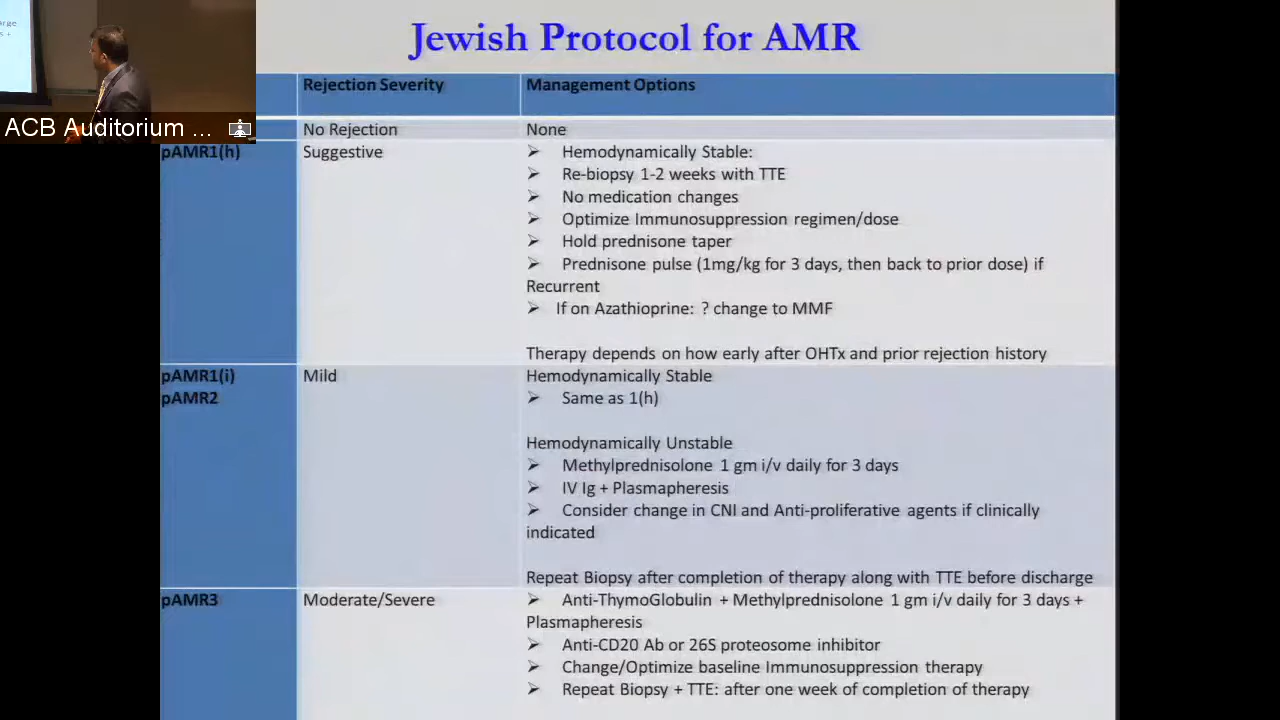 Jewish Protocol for AMR
Rejection Severity
Management Options
ACB Auditorium ...
No Rejection
None
pAMR1(h)
Suggestive
➢ Hemodynamically Stable:
➢ Re-biopsy 1-2 weeks with TTE
➢ No medication changes
➢ Optimize Immunosuppression regimen/dose
➢ Hold prednisone taper
➢ Prednisone pulse (1mg/kg for 3 days, then back to prior dose) if
Recurrent
➢ If on Azathioprine: ? change to MMF
Therapy depends on how early after OHTx and prior rejection history
pAMR1(i)
pAMR2
Mild
Hemodynamically Stable
➢ Same as 1(h)
Hemodynamically Unstable
➢ Methylprednisolone 1 gm i/v daily for 3 days
➢ IV Ig + Plasmapheresis
➢ Consider change in CNI and Anti-proliferative agents if clinically
indicated
Repeat Biopsy after completion of therapy along with TTE before discharge
pAMR3
Moderate/Severe
➢ Anti-ThymoGlobulin + Methylprednisolone 1 gm i/v daily for 3 days +
Plasmapheresis
➢ Anti-CD20 Ab or 26S proteosome inhibitor
➢ Change/Optimize baseline Immunosuppression therapy
➢ Repeat Biopsy + TTE: after one week of completion of therapy